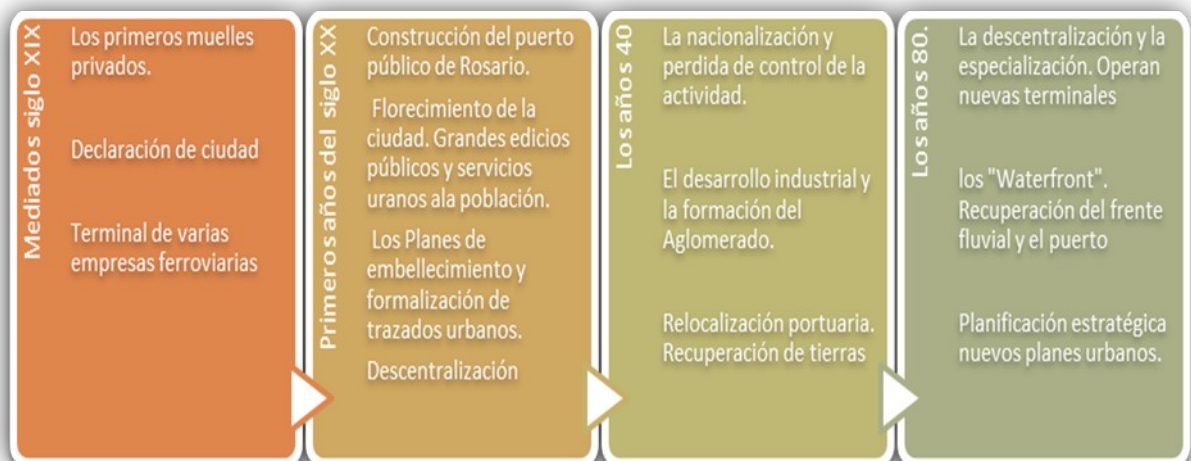 Mediados siglo XIX
Los primeros muelles
privados.
Declaración de ciudad
Terminal de varias
empresas ferroviarias
Primeros años del siglo XX
Construcción del puerto
público de Rosario.
Florecimiento de la
ciudad. Grandes edicios
públicos y servicios
uranos ala población.
Los Planes de
embellecimiento y
formalización de
trazados urbanos.
Descentralización
Los años 40
La nacionalización y
perdida de control de la
actividad.
El desarrollo industrial y
la formación del
Aglomerado.
Relocalización portuaria.
Recuperación de tierras
Los años 80.
La descentralización y la
especialización. Operan
nuevas terminales
los "Waterfront".
Recuperación del frente
fluvial y el puerto
Planificación estratégica
nuevos planes urbanos.